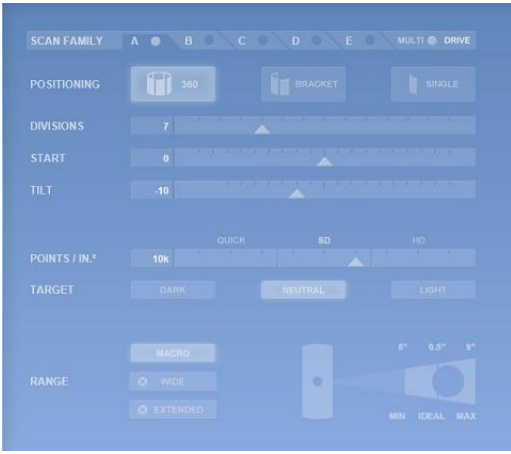 SCAN FAMILY A B C D E MULTI DRIVE
POSITIONING 360 BRACKET SINGLE
DIVISIONS 7
START 0
TILT -10
QUICK SD HD
POINTS / IN.² 10k
TARGET DARK NEUTRAL LIGHT
MACRO
5" 6.5" 9"
RANGE WIDE
EXTENDED
MIN IDEAL MAX